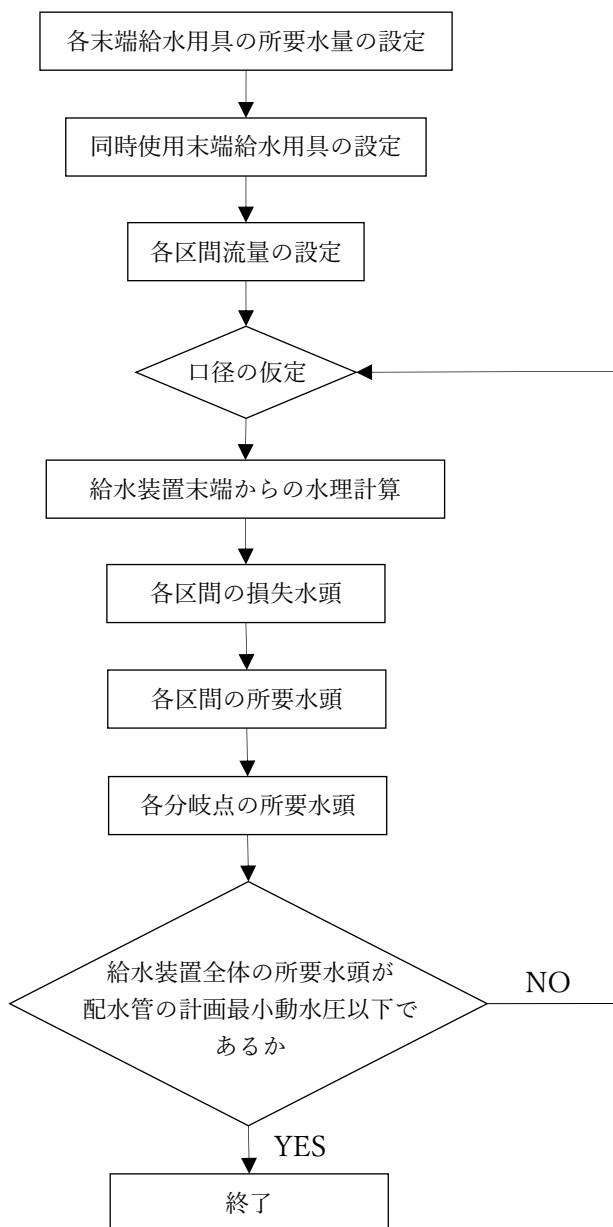 各末端給水用具の所要水量の設定
同時使用末端給水用具の設定
各区間流量の設定
口径の仮定
給水装置末端からの水理計算
各区間の損失水頭
各区間の所要水頭
各分岐点の所要水頭
給水装置全体の所要水頭が
配水管の計画最小動水圧以下で
あるか
NO
YES
終了